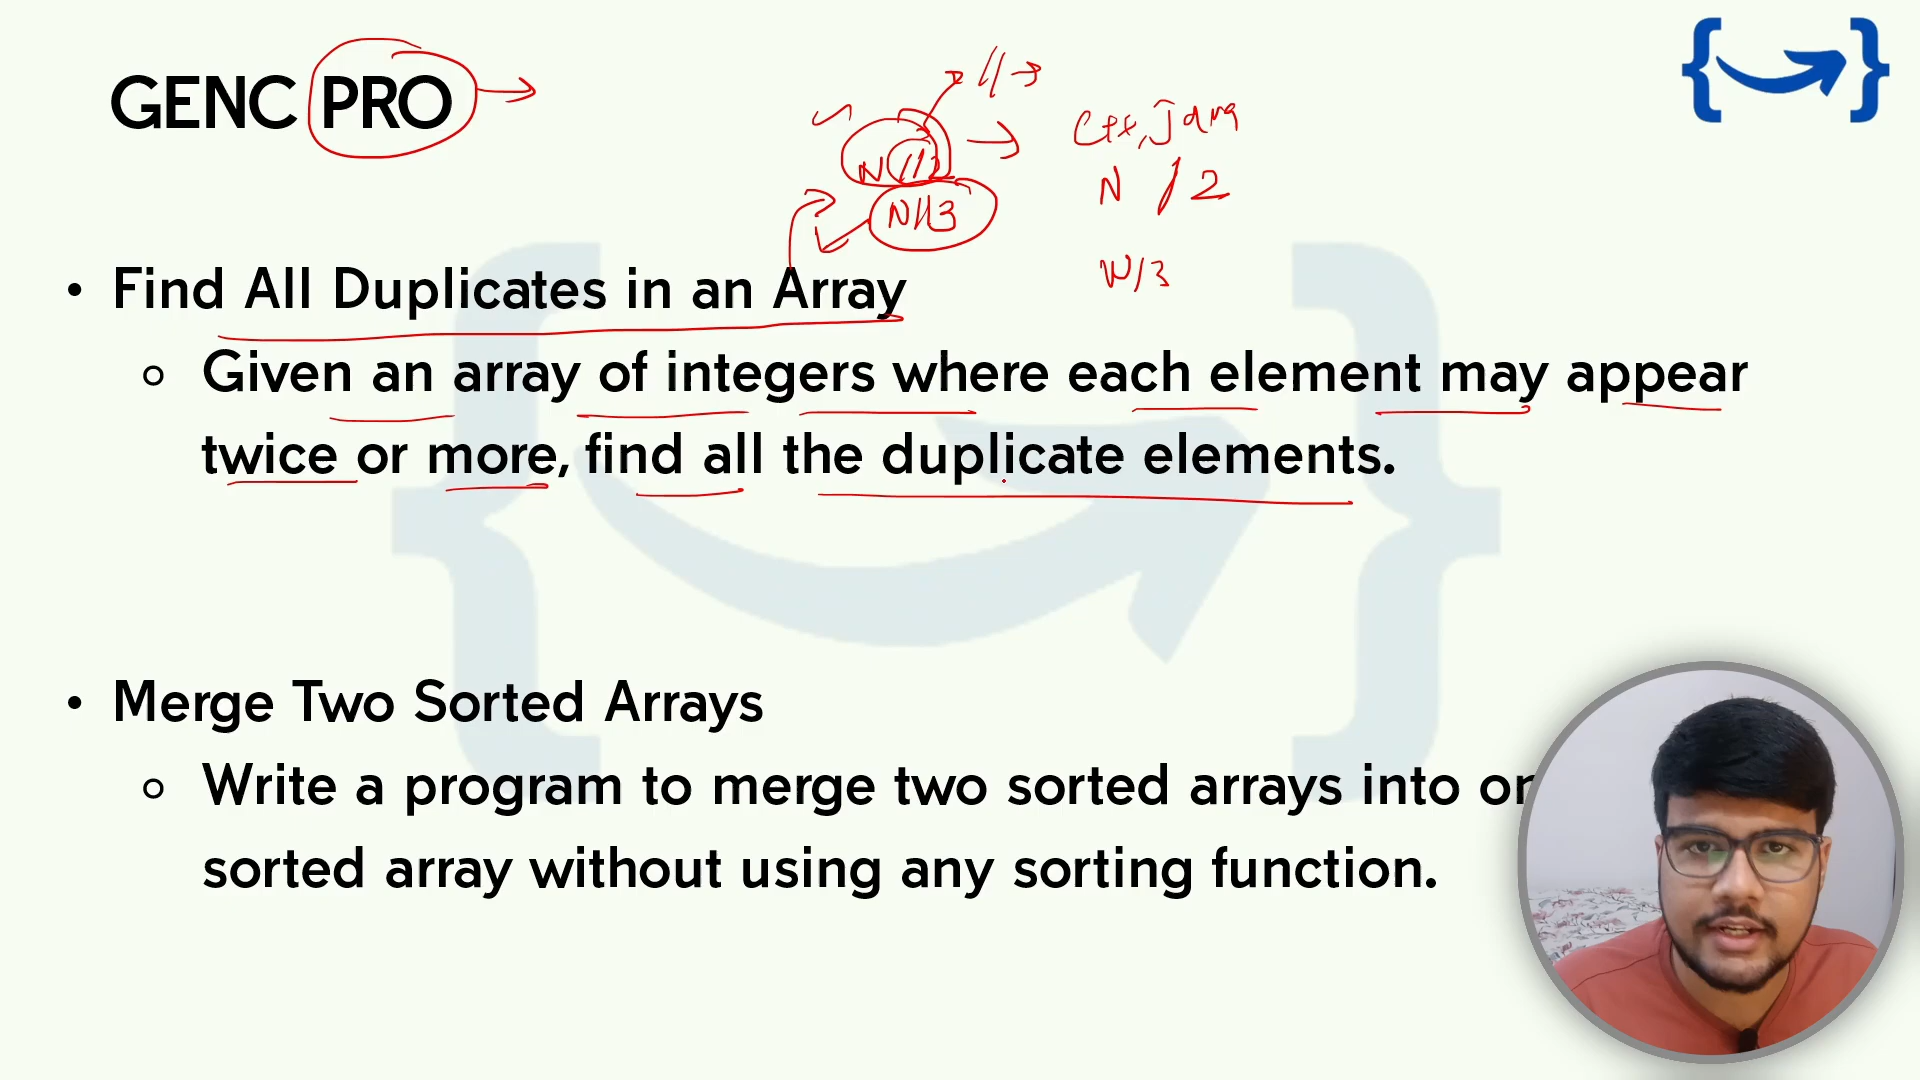 GENC PRO
// →
C++, Java
N//2
N / 2
N//3
N/3
• Find All Duplicates in an Array
Given an array of integers where each element may appear
twice or more, find all the duplicate elements.
• Merge Two Sorted Arrays
Write a program to merge two sorted arrays into
sorted array without using any sorting function.